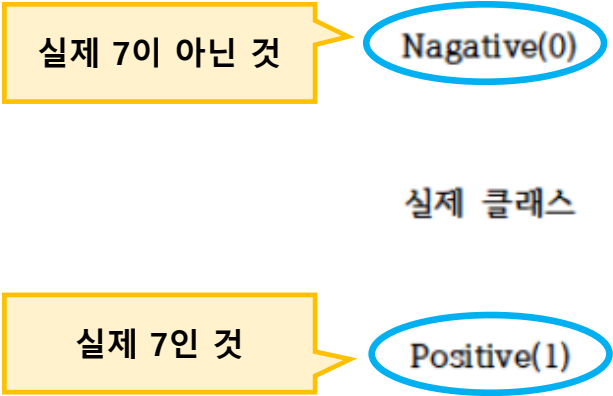 실제 7이 아닌 것
Nagative(0)
실제 클래스
실제 7인 것
Positive(1)